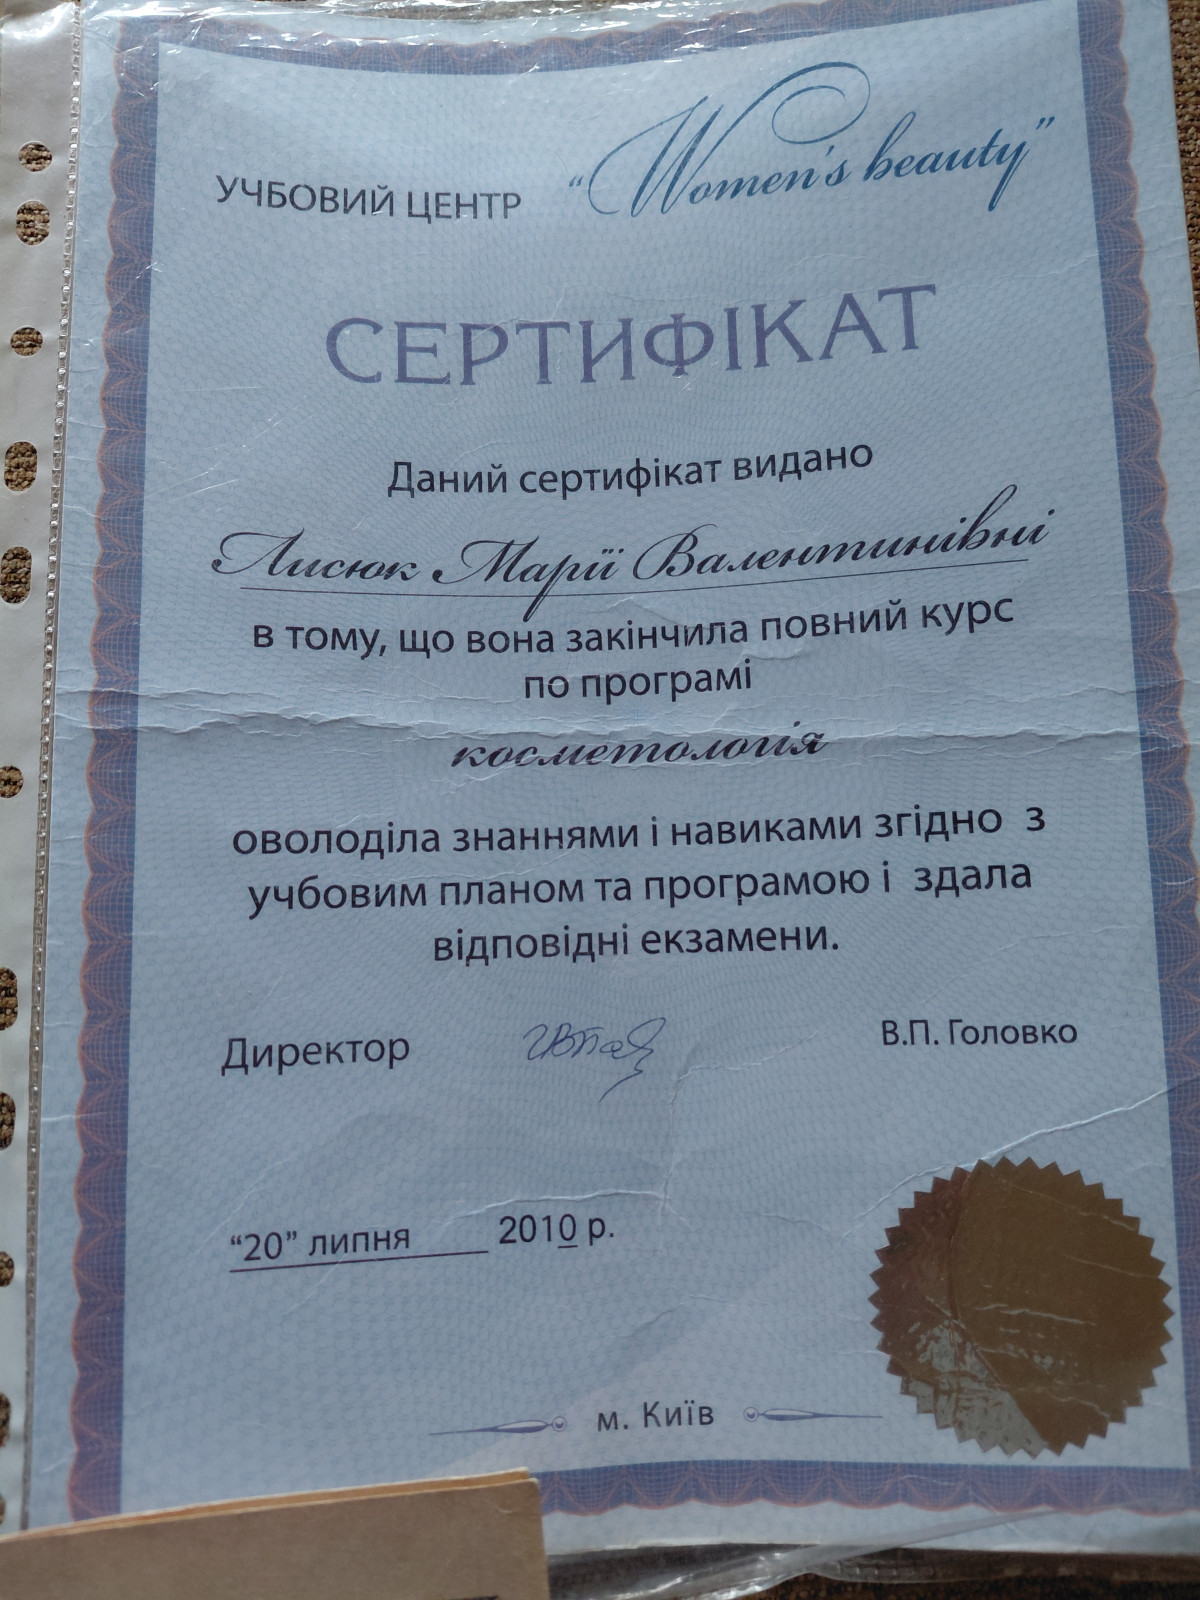 УЧБОВИЙ ЦЕНТР "Women's beauty"
СЕРТИФІКАТ
Даний сертифікат видано
Лисюк Марії Валентинівні
в тому, що вона закінчила повний курс
по програмі
косметологія
оволоділа знаннями і навиками згідно з
учбовим планом та програмою і здала
відповідні екзамени.
Директор В.П. Головко
“20” липня 2010 р.
м. Київ